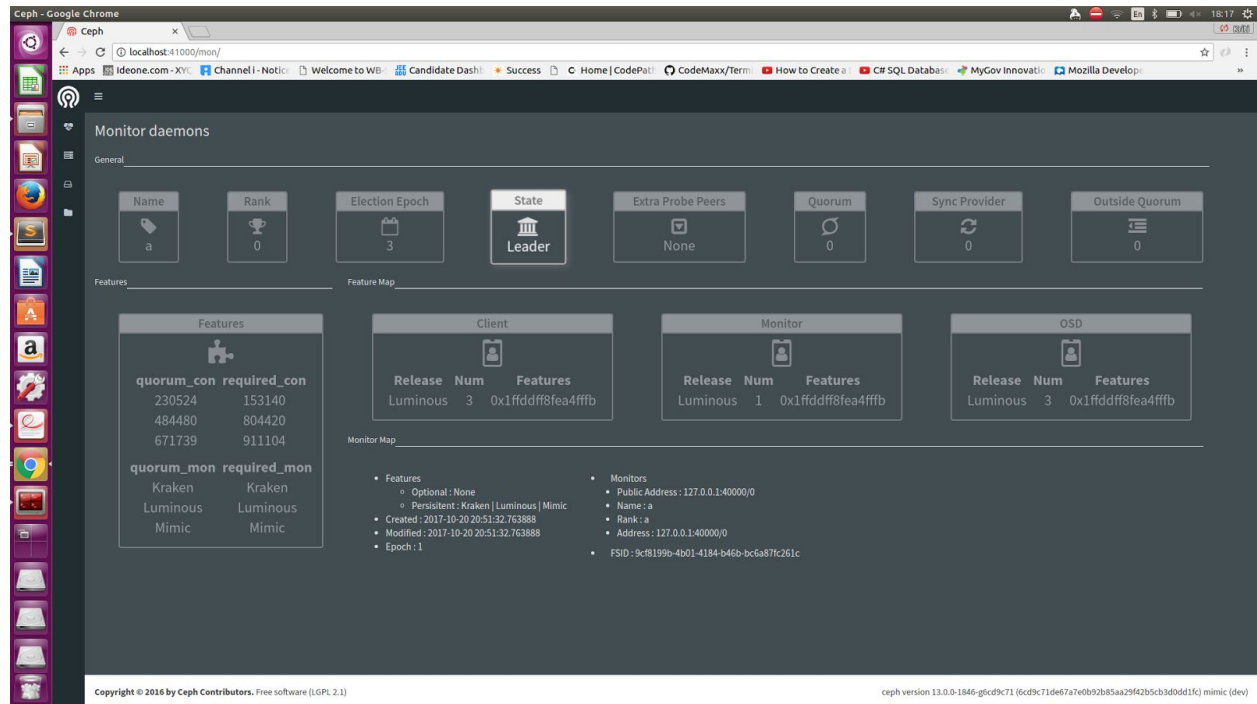 Ceph - Google Chrome
En 18:17
Ceph
localhost:41000/mon/
Apps Ideone.com - XYC Channel i - Notic Welcome to WB- Candidate Dashb Success C Home | CodePath CodeMaxx/Termi How to Create a C# SQL Database MyGov Innovatio Mozilla Develope
Monitor daemons
General
Name Rank Election Epoch State Extra Probe Peers Quorum Sync Provider Outside Quorum
a 0 3 Leader None 0 0 0
Features Feature Map
Features Client Monitor OSD
quorum_con required_con Release Num Features Release Num Features Release Num Features
230524 153140 Luminous 3 0x1ffddff8fea4fffb Luminous 1 0x1ffddff8fea4fffb Luminous 3 0x1ffddff8fea4fffb
484480 804420
671739 911104
Monitor Map
quorum_mon required_mon
Kraken Kraken
Luminous Luminous
Mimic Mimic
Features
Optional : None
Persisitent : Kraken | Luminous | Mimic
Created : 2017-10-20 20:51:32.763888
Modified : 2017-10-20 20:51:32.763888
Epoch : 1
Monitors
Public Address : 127.0.0.1:40000/0
Name : a
Rank : a
Address : 127.0.0.1:40000/0
FSID : 9cf8199b-4b01-4184-b46b-bc6a87fc261c
Copyright © 2016 by Ceph Contributors. Free software (LGPL 2.1)
ceph version 13.0.0-1846-g6cd9c71 (6cd9c71de67a7e0b92b85aa29f42b5cb3d0dd1fc) mimic (dev)